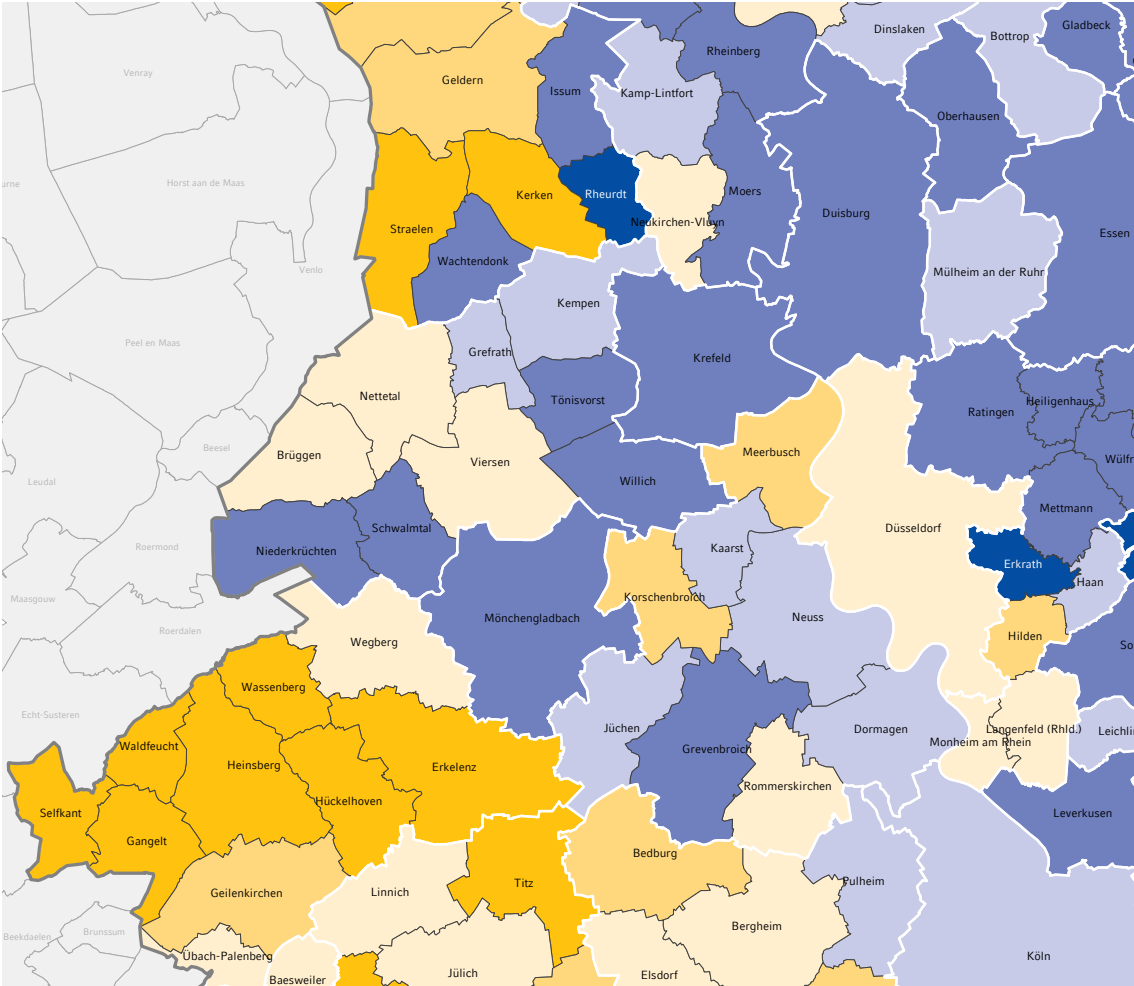 Gladbeck
Dinslaken
Bottrop
Rheinberg
Venray
Geldern
Issum
Kamp-Lintfort
Oberhausen
Horst aan de Maas
Kerken
Rheurdt
Moers
Neukirchen-Vluyn
Duisburg
Straelen
Essen
Wachtendonk
Venlo
Mülheim an der Ruhr
Kempen
Peel en Maas
Grefrath
Krefeld
Nettetal
Tönisvorst
Heiligenhaus
Ratingen
Beesel
Brüggen
Viersen
Meerbusch
Leudal
Willich
Mettmann
Schwalmtal
Düsseldorf
Roermond
Niederkrüchten
Kaarst
Erkrath
Haan
Maasgouw
Korschenbroich
Mönchengladbach
Neuss
Roerdalen
Wegberg
Hilden
So
Wassenberg
Echt-Susteren
Jüchen
Dormagen
Langenfeld (Rhld.)
Leichli
Monheim am Rhein
Waldfeucht
Grevenbroich
Heinsberg
Erkelenz
Rommerskirchen
Hückelhoven
Selfkant
Leverkusen
Gangelt
Bedburg
Titz
Pulheim
Geilenkirchen
Linnich
Bergheim
Brunssum
Beekdaelen
Übach-Palenberg
Köln
Jülich
Elsdorf
Baesweiler